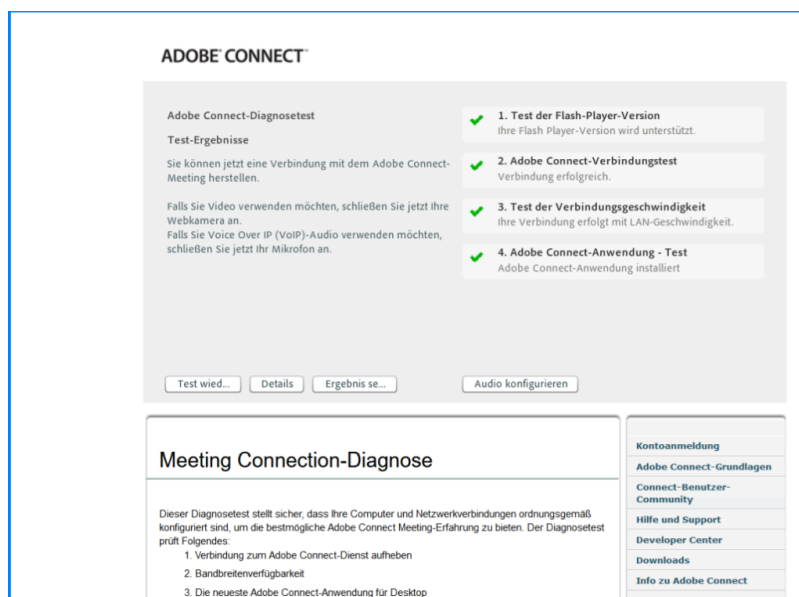 ADOBE® CONNECT™
Adobe Connect-Diagnosetest
Test-Ergebnisse
Sie können jetzt eine Verbindung mit dem Adobe Connect-
Meeting herstellen.
Falls Sie Video verwenden möchten, schließen Sie jetzt Ihre
Webkamera an.
Falls Sie Voice Over IP (VoIP)-Audio verwenden möchten,
schließen Sie jetzt Ihr Mikrofon an.
1. Test der Flash-Player-Version
Ihre Flash Player-Version wird unterstützt.
2. Adobe Connect-Verbindungstest
Verbindung erfolgreich.
3. Test der Verbindungsgeschwindigkeit
Ihre Verbindung erfolgt mit LAN-Geschwindigkeit.
4. Adobe Connect-Anwendung - Test
Adobe Connect-Anwendung installiert
Test wied...
Details
Ergebnis se...
Audio konfigurieren
Meeting Connection-Diagnose
Dieser Diagnosetest stellt sicher, dass Ihre Computer und Netzwerkverbindungen ordnungsgemäß
konfiguriert sind, um die bestmögliche Adobe Connect Meeting-Erfahrung zu bieten. Der Diagnosetest
prüft Folgendes:
1. Verbindung zum Adobe Connect-Dienst aufheben
2. Bandbreitenverfügbarkeit
3. Die neueste Adobe Connect-Anwendung für Desktop
Kontoanmeldung
Adobe Connect-Grundlagen
Connect-Benutzer-
Community
Hilfe und Support
Developer Center
Downloads
Info zu Adobe Connect